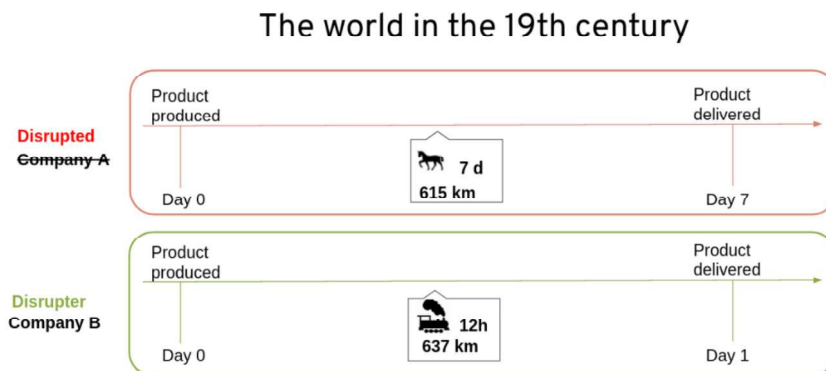 The world in the 19th century
Product
produced
Product
delivered
Disrupted
Company A
7 d
615 km
Day 0
Day 7
Product
produced
Product
delivered
Disrupter
Company B
12h
637 km
Day 0
Day 1